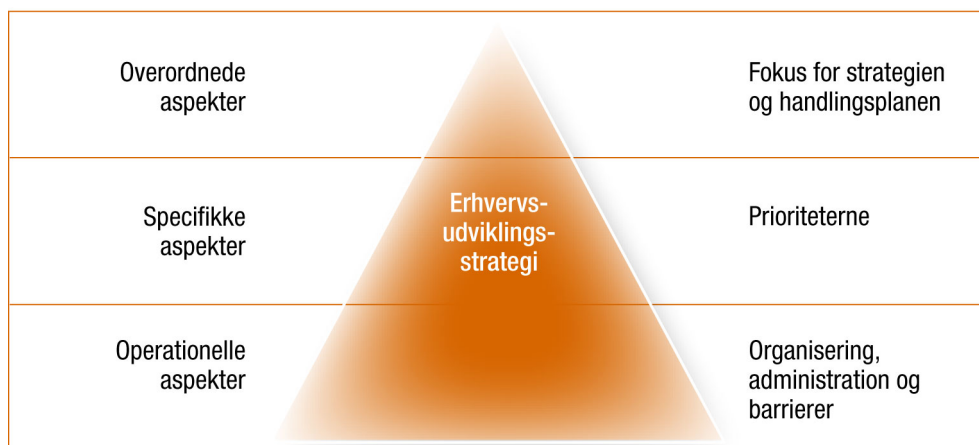 Overordnede
aspekter
Fokus for strategien
og handlingsplanen
Specifikke
aspekter
Erhvervs-
udviklings-
strategi
Prioriteterne
Operationelle
aspekter
Organisering,
administration og
barrierer